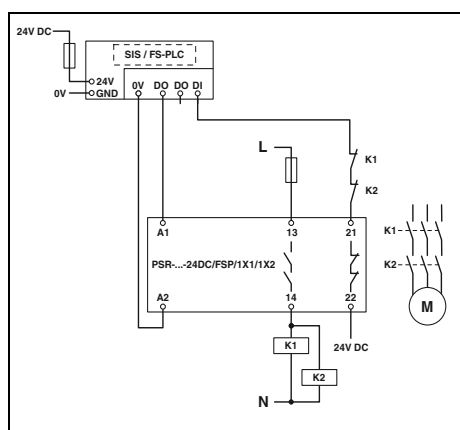 24V DC
SIS / FS-PLC
24V
0V
GND
0V DO DO DI
K1
L
K2
A1 13 21
K1
PSR-...-24DC/FSP/1X1/1X2
K2
A2 14 22
M
K1
24V DC
K2
N